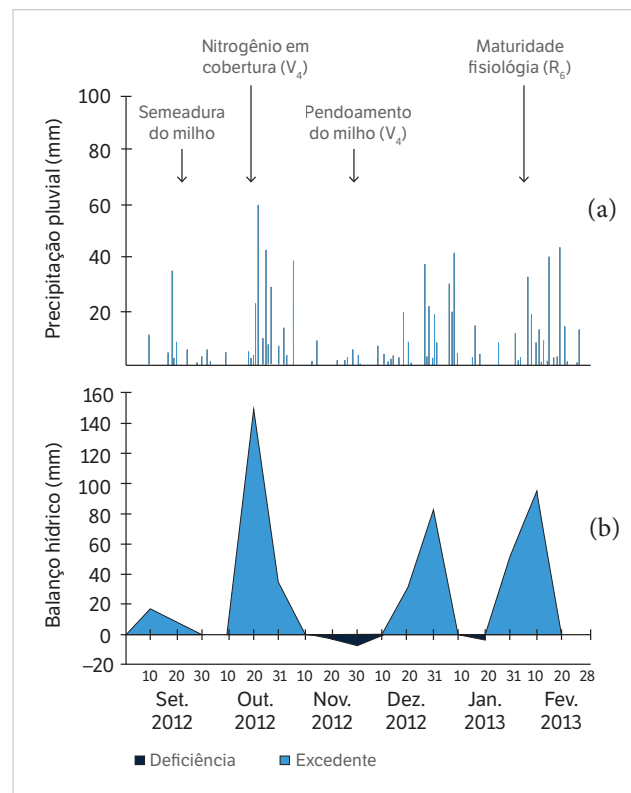 Nitrogênio em
cobertura (V4)
Maturidade
fisiológia (R6)
Semeadura
do milho
Pendoamento
do milho (V4)
Precipitação pluvial (mm)
100
80
60
40
20
(a)
Balanço hídrico (mm)
160
140
120
100
80
60
40
20
0
–20
(b)
10 20 30 10 20 31 10 20 30 10 20 31 10 20 31 10 20 28
Set. Out. Nov. Dez. Jan. Fev.
2012 2012 2012 2012 2013 2013
Deficiência Excedente